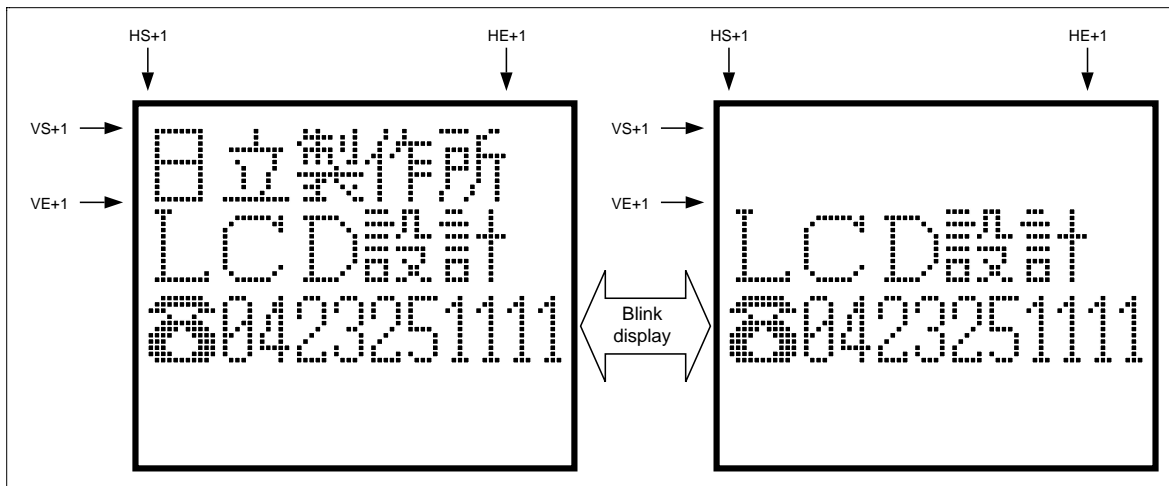 HS+1 HE+1 HS+1 HE+1
VS+1 VS+1
日立製作所
VE+1 VE+1
LCD設計 LCD設計
Blink
☎0423251111 ☎0423251111
display